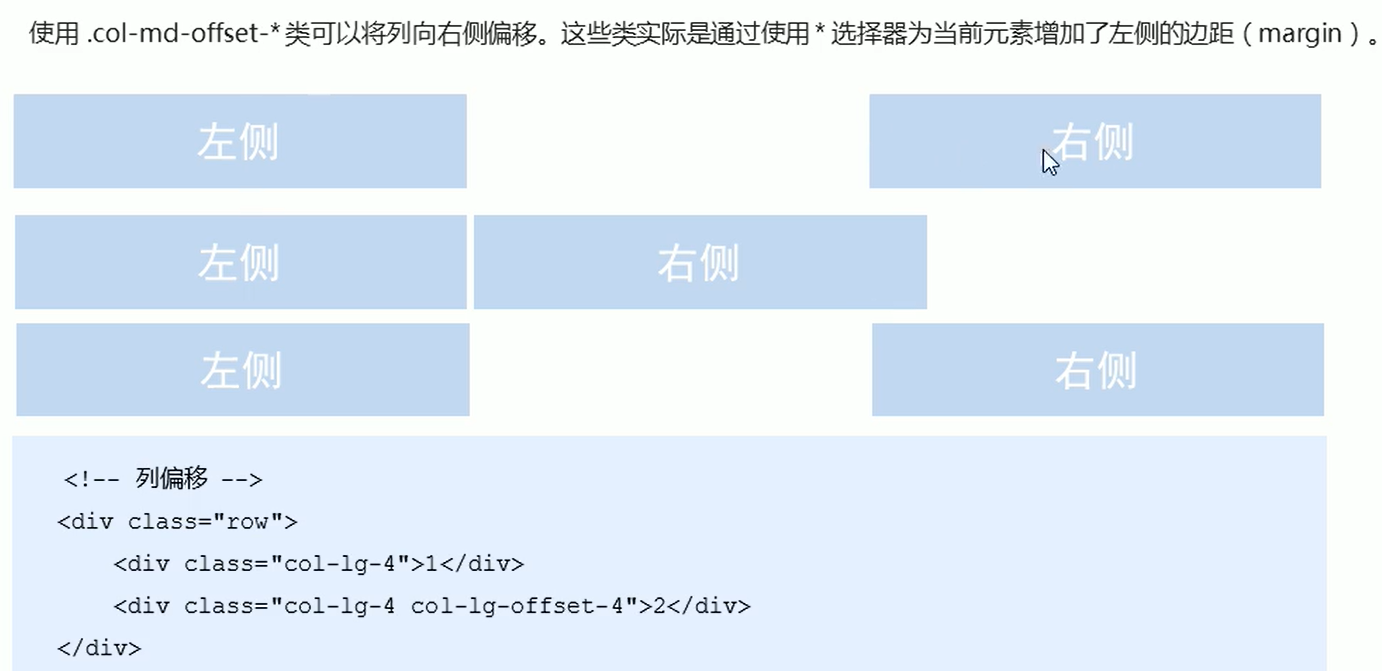 使用 .col-md-offset-* 类可以将列向右侧偏移。这些类实际是通过使用 * 选择器为当前元素增加了左侧的边距（margin）。
左侧 右侧
左侧 右侧
左侧 右侧
<!-- 列偏移 -->
<div class="row">
    <div class="col-lg-4">1</div>
    <div class="col-lg-4 col-lg-offset-4">2</div>
</div>